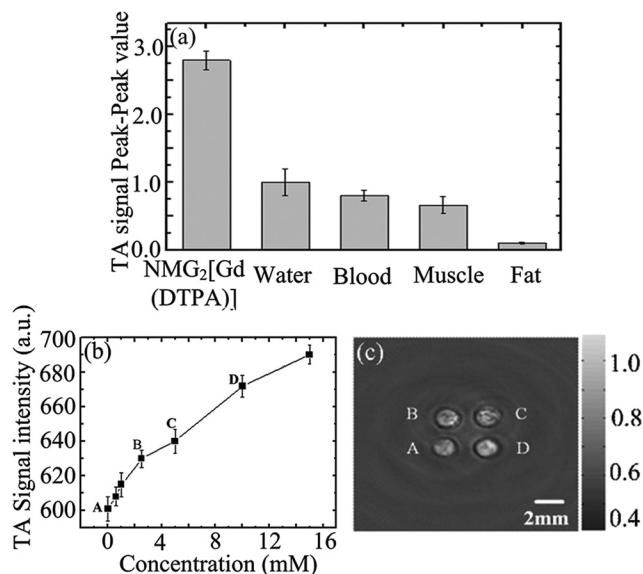 (a)
TA signal Peak-Peak value
3.0
2.0
1.0
0.0
NMG₂[Gd
(DTPA)]
Water
Blood
Muscle
Fat
(b)
TA Signal intensity (a.u.)
700
680
660
640
620
600
A
B
C
D
0
4
8
12
16
Concentration (mM)
(c)
B
C
A
D
2mm
1.0
0.8
0.6
0.4